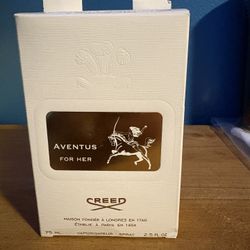 AVENTUS
FOR HER
CREED
MAISON FONDÉE À LONDRES EN 1760
ÉTABLIE À PARIS EN 1854
75 ML VAPORISATEUR - SPRAY 2.5 FL.OZ